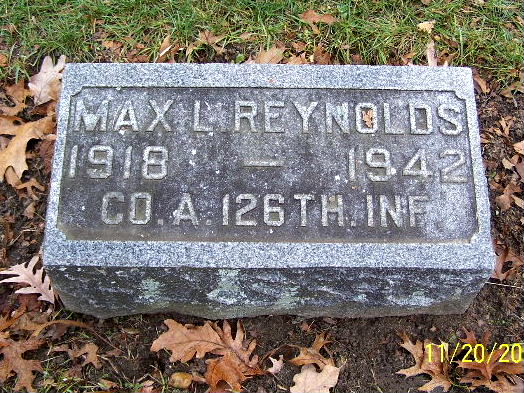 MAX L. REYNOLDS
1918 — 1942
CO. A. 126TH. INF.
11/20/20